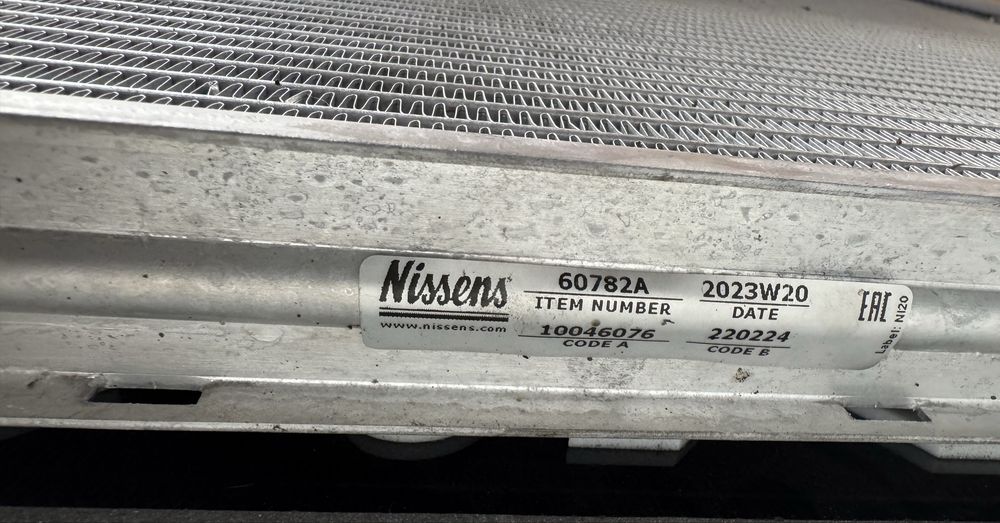 Nissens
www.nissens.com
60782A
ITEM NUMBER
10046076
CODE A
2023W20
DATE
220224
CODE B
EAC
Label: NI20